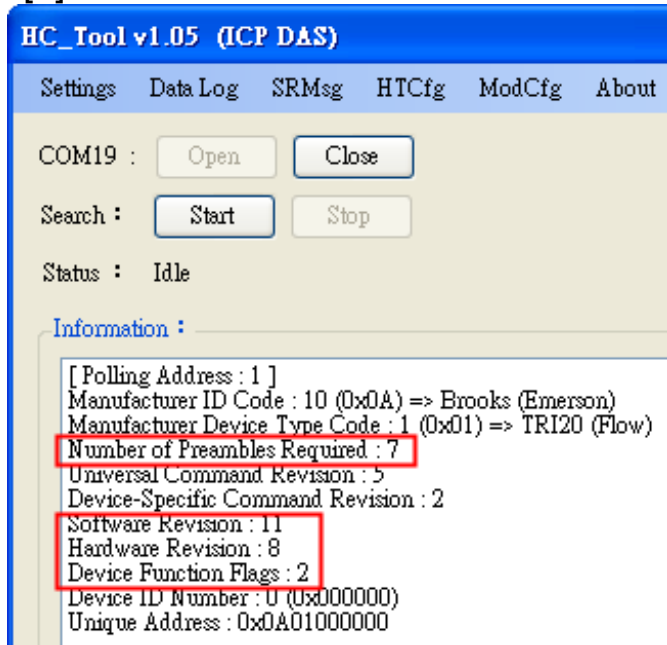 HC_Tool v1.05 (ICP DAS)
Settings Data Log SRMsg HTCfg ModCfg About
COM19 : Open Close
Search : Start Stop
Status : Idle
Information :
[ Polling Address : 1 ]
Manufacturer ID Code : 10 (0x0A) => Brooks (Emerson)
Manufacturer Device Type Code : 1 (0x01) => TRI20 (Flow)
Number of Preambles Required : 7
Universal Command Revision : 5
Device-Specific Command Revision : 2
Software Revision : 11
Hardware Revision : 8
Device Function Flags : 2
Device ID Number : 0 (0x000000)
Unique Address : 0x0A01000000